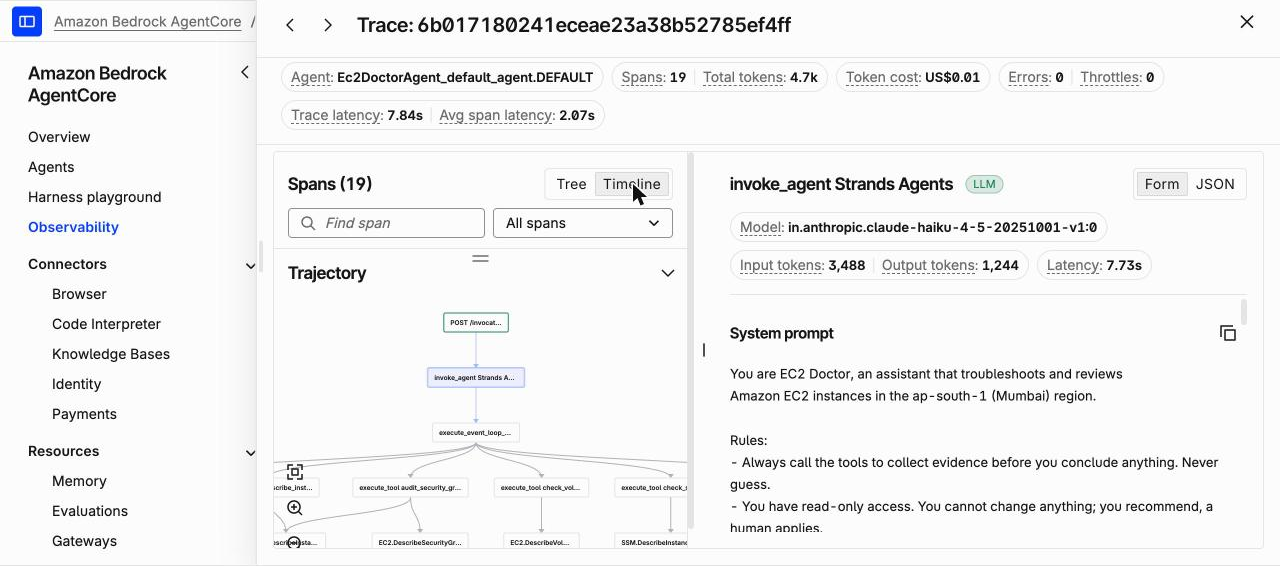 Amazon Bedrock AgentCore /
Trace: 6b017180241eceae23a38b52785ef4ff
Agent: Ec2DoctorAgent_default_agent.DEFAULT
Spans: 19 Total tokens: 4.7k
Token cost: US$0.01
Errors: 0 Throttles: 0
Trace latency: 7.84s Avg span latency: 2.07s
Amazon Bedrock
AgentCore
Overview
Agents
Harness playground
Observability
Connectors
Browser
Code Interpreter
Knowledge Bases
Identity
Payments
Resources
Memory
Evaluations
Gateways
Spans (19)
Tree Timeline
Find span
All spans
Trajectory
POST /invocat...
invoke_agent Strands A...
execute_event_loop_...
scribe_inst...
execute_tool audit_security_gr...
execute_tool check_vol...
execute_tool check_
EC2.DescribeSecurityGr...
EC2.DescribeVol...
SSM.DescribeInstanc
invoke_agent Strands Agents LLM
Form JSON
Model: in.anthropic.claude-haiku-4-5-20251001-v1:0
Input tokens: 3,488 Output tokens: 1,244
Latency: 7.73s
System prompt
You are EC2 Doctor, an assistant that troubleshoots and reviews
Amazon EC2 instances in the ap-south-1 (Mumbai) region.
Rules:
- Always call the tools to collect evidence before you conclude anything. Never
guess.
- You have read-only access. You cannot change anything; you recommend, a
human applies.